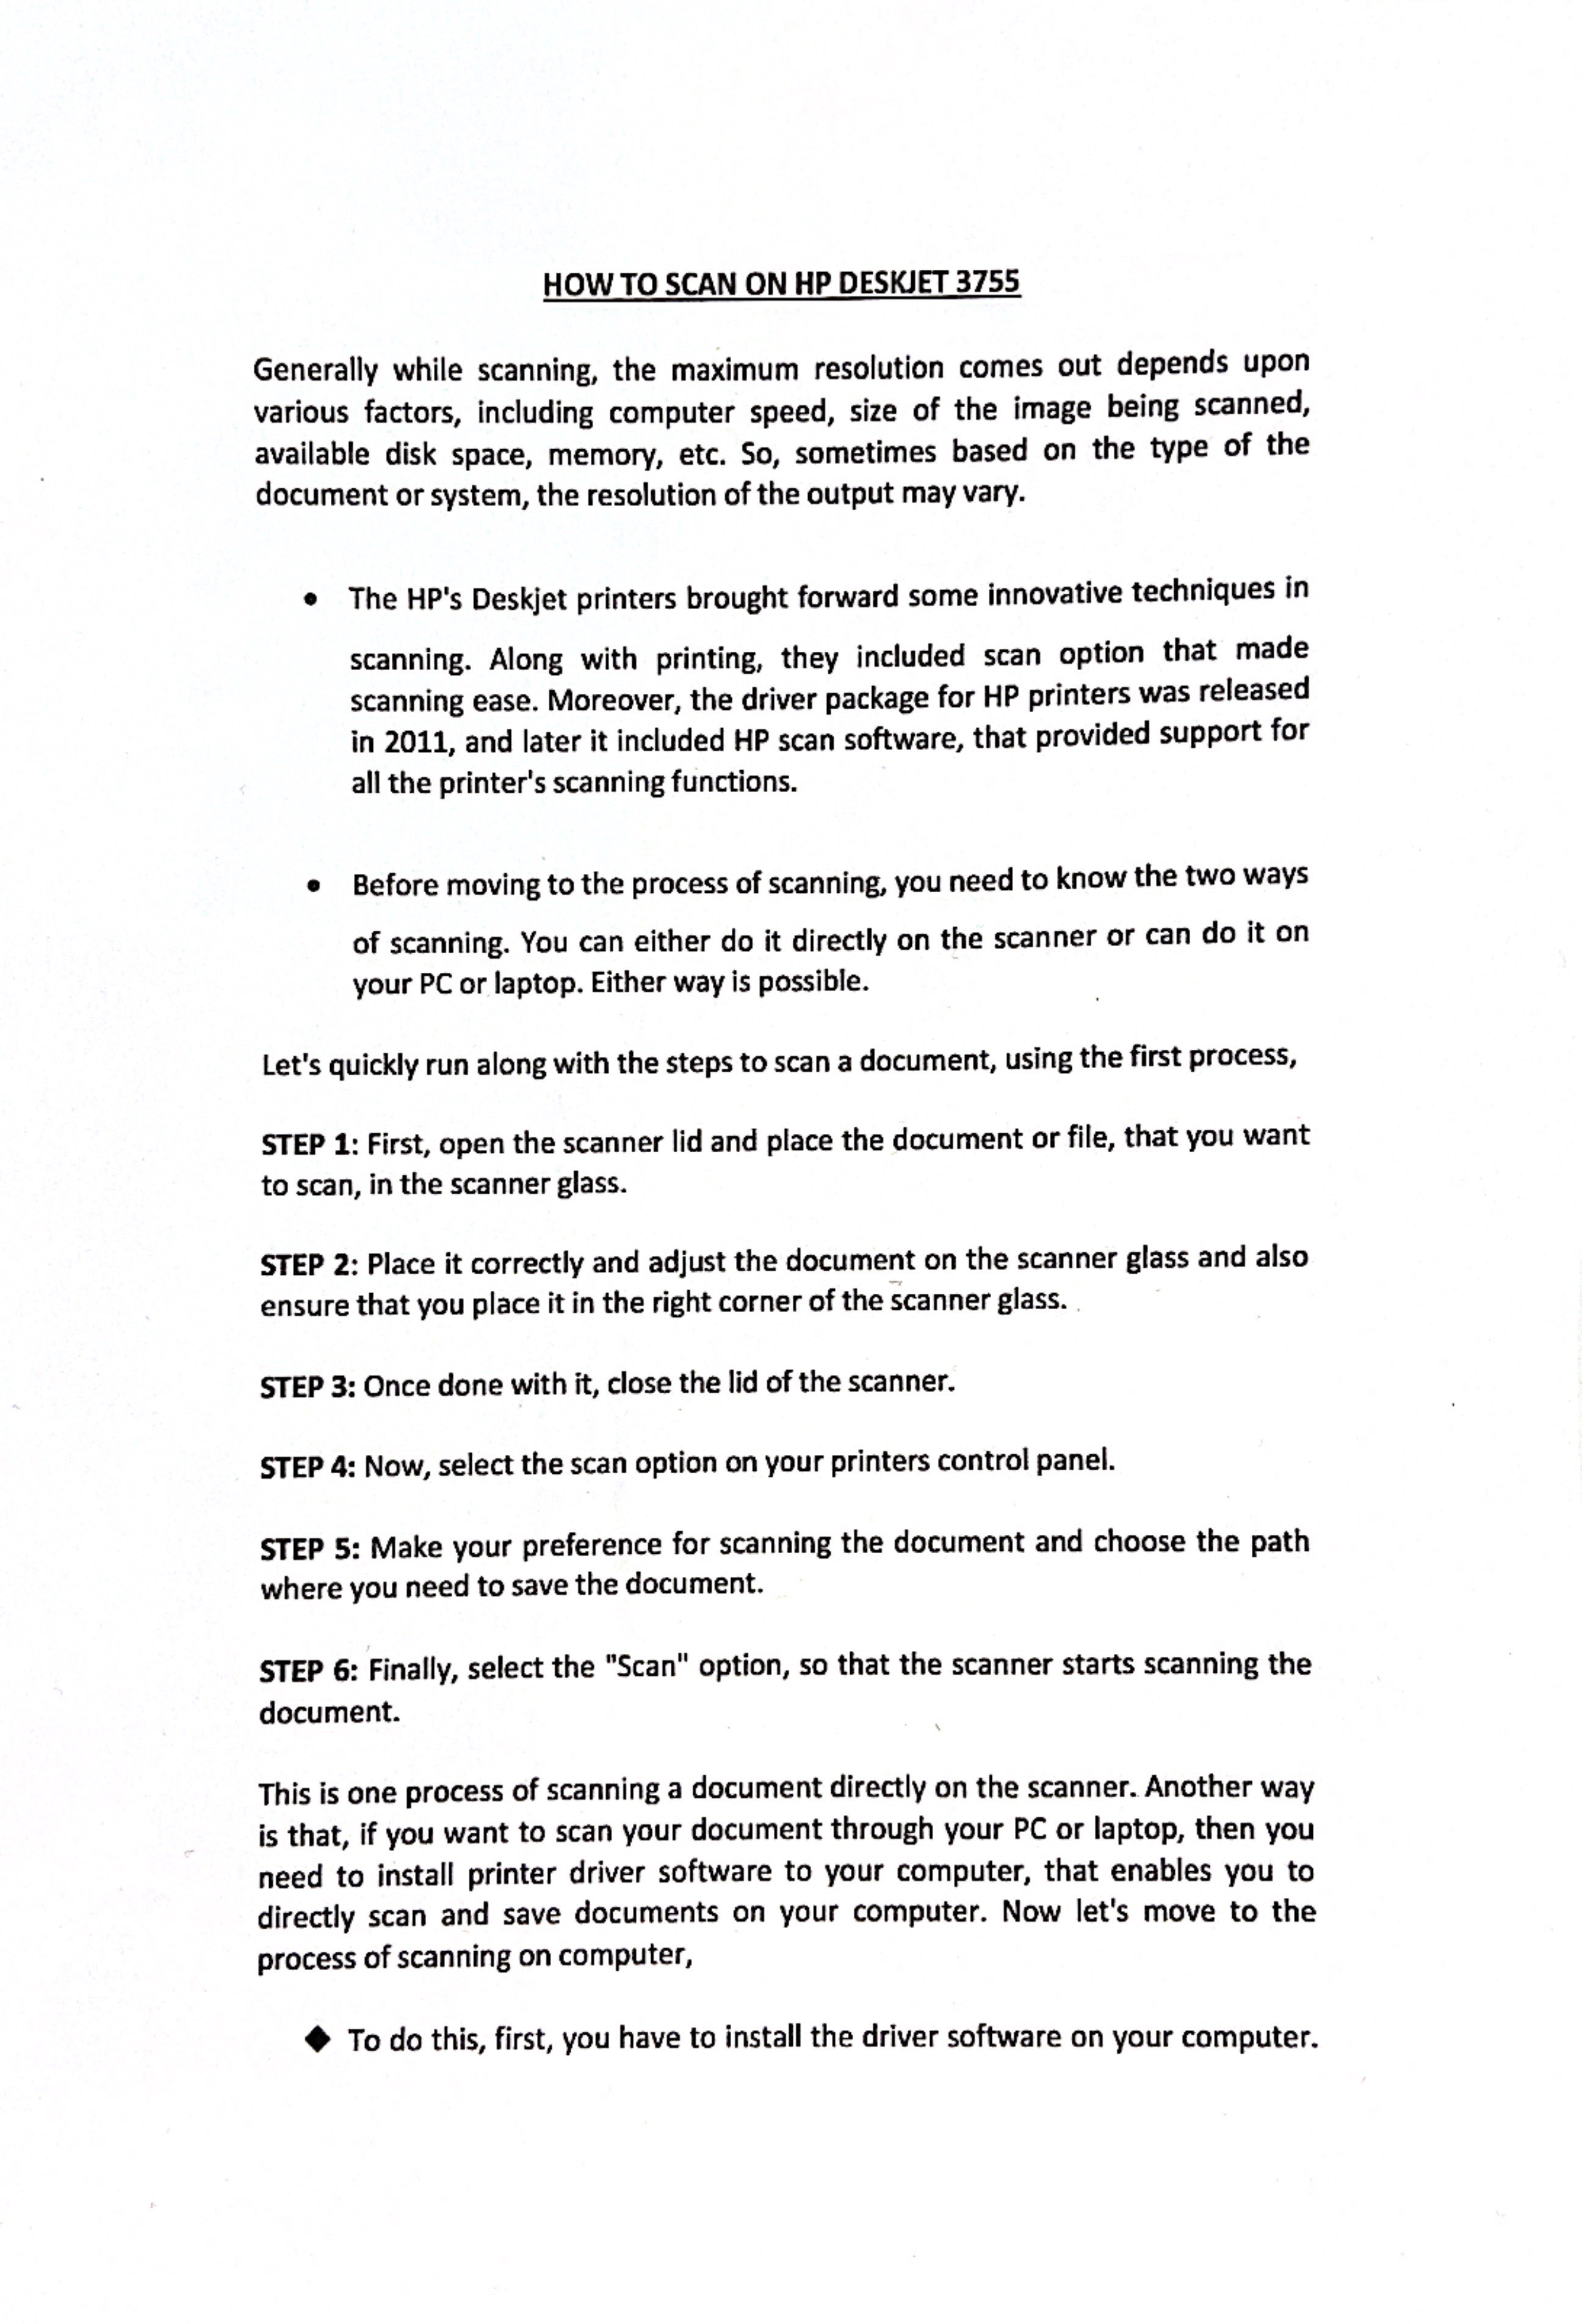 HOW TO SCAN ON HP DESKJET 3755
Generally while scanning, the maximum resolution comes out depends upon
various factors, including computer speed, size of the image being scanned,
available disk space, memory, etc. So, sometimes based on the type of the
document or system, the resolution of the output may vary.
• The HP's Deskjet printers brought forward some innovative techniques in
scanning. Along with printing, they included scan option that made
scanning ease. Moreover, the driver package for HP printers was released
in 2011, and later it included HP scan software, that provided support for
all the printer's scanning functions.
• Before moving to the process of scanning, you need to know the two ways
of scanning. You can either do it directly on the scanner or can do it on
your PC or laptop. Either way is possible.
Let's quickly run along with the steps to scan a document, using the first process,
STEP 1: First, open the scanner lid and place the document or file, that you want
to scan, in the scanner glass.
STEP 2: Place it correctly and adjust the document on the scanner glass and also
ensure that you place it in the right corner of the scanner glass.
STEP 3: Once done with it, close the lid of the scanner.
STEP 4: Now, select the scan option on your printers control panel.
STEP 5: Make your preference for scanning the document and choose the path
where you need to save the document.
STEP 6: Finally, select the "Scan" option, so that the scanner starts scanning the
document.
This is one process of scanning a document directly on the scanner. Another way
is that, if you want to scan your document through your PC or laptop, then you
need to install printer driver software to your computer, that enables you to
directly scan and save documents on your computer. Now let's move to the
process of scanning on computer,
◆ To do this, first, you have to install the driver software on your computer.